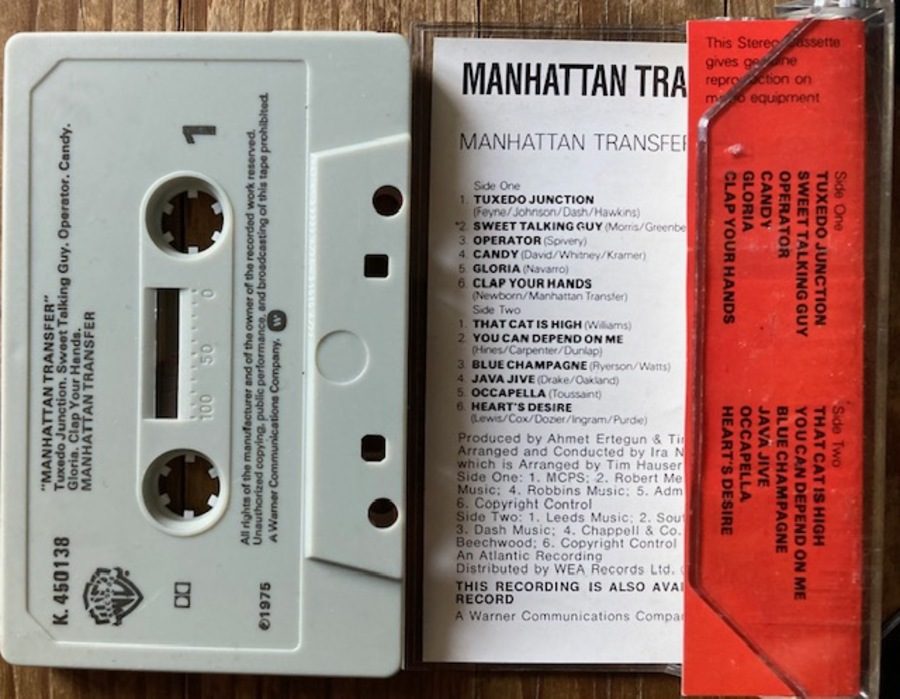 K. 450138
"MANHATTAN TRANSFER"
Tuxedo Junction. Sweet Talking Guy. Operator. Candy.
Gloria. Clap Your Hands.
MANHATTAN TRANSFER
1
100 50 0
All rights of the manufacturer and of the owner of the recorded work reserved.
Unauthorized copying, public performance, and broadcasting of this tape prohibited.
A Warner Communications Company.
℗1975
MANHATTAN TRA
MANHATTAN TRANSFER
Side One
1. TUXEDO JUNCTION
(Feyne/Johnson/Dash/Hawkins)
*2. SWEET TALKING GUY (Morris/Greenbe
3. OPERATOR (Spivery)
4. CANDY (David/Whitney/Kramer)
5. GLORIA (Navarro)
6. CLAP YOUR HANDS
(Newborn/Manhattan Transfer)
Side Two
1. THAT CAT IS HIGH (Williams)
2. YOU CAN DEPEND ON ME
(Hines/Carpenter/Dunlap)
3. BLUE CHAMPAGNE (Ryerson/Watts)
4. JAVA JIVE (Drake/Oakland)
5. OCCAPELLA (Toussaint)
6. HEART'S DESIRE
(Lewis/Cox/Dozier/Ingram/Purdie)
Produced by Ahmet Ertegun & Ti
Arranged and Conducted by Ira N
which is Arranged by Tim Hauser
Side One: 1. MCPS; 2. Robert Me
Music; 4. Robbins Music; 5. Adm
6. Copyright Control
Side Two: 1. Leeds Music; 2. Sou
3. Dash Music; 4. Chappell & Co.
Beechwood; 6. Copyright Control
An Atlantic Recording
Distributed by WEA Records Ltd.
THIS RECORDING IS ALSO AVAI
RECORD
A Warner Communications Compa
This Stereo Cassette
gives genuine
reproduction on
mono equipment
Side One
TUXEDO JUNCTION
SWEET TALKING GUY
OPERATOR
CANDY
GLORIA
CLAP YOUR HANDS
Side Two
THAT CAT IS HIGH
YOU CAN DEPEND ON ME
BLUE CHAMPAGNE
JAVA JIVE
OCCAPELLA
HEART'S DESIRE